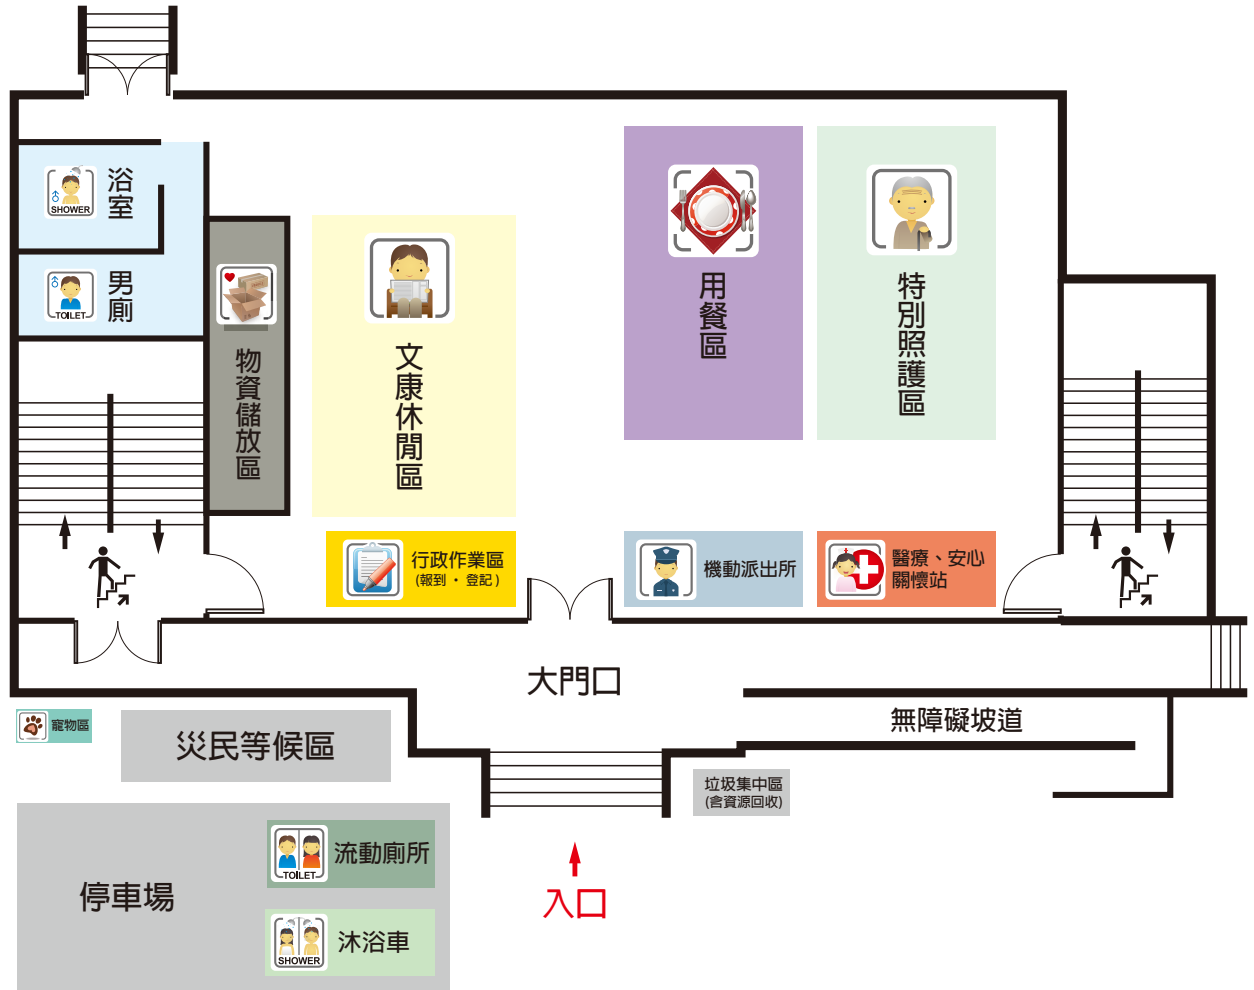 SHOWER
浴室
TOILET
男廁
物資儲放區
文康休閒區
用餐區
特別照護區
行政作業區
(報到 · 登記)
機動派出所
醫療、安心
關懷站
大門口
無障礙坡道
寵物區
災民等候區
垃圾集中區
(含資源回收)
停車場
TOILET
流動廁所
SHOWER
沐浴車
入口